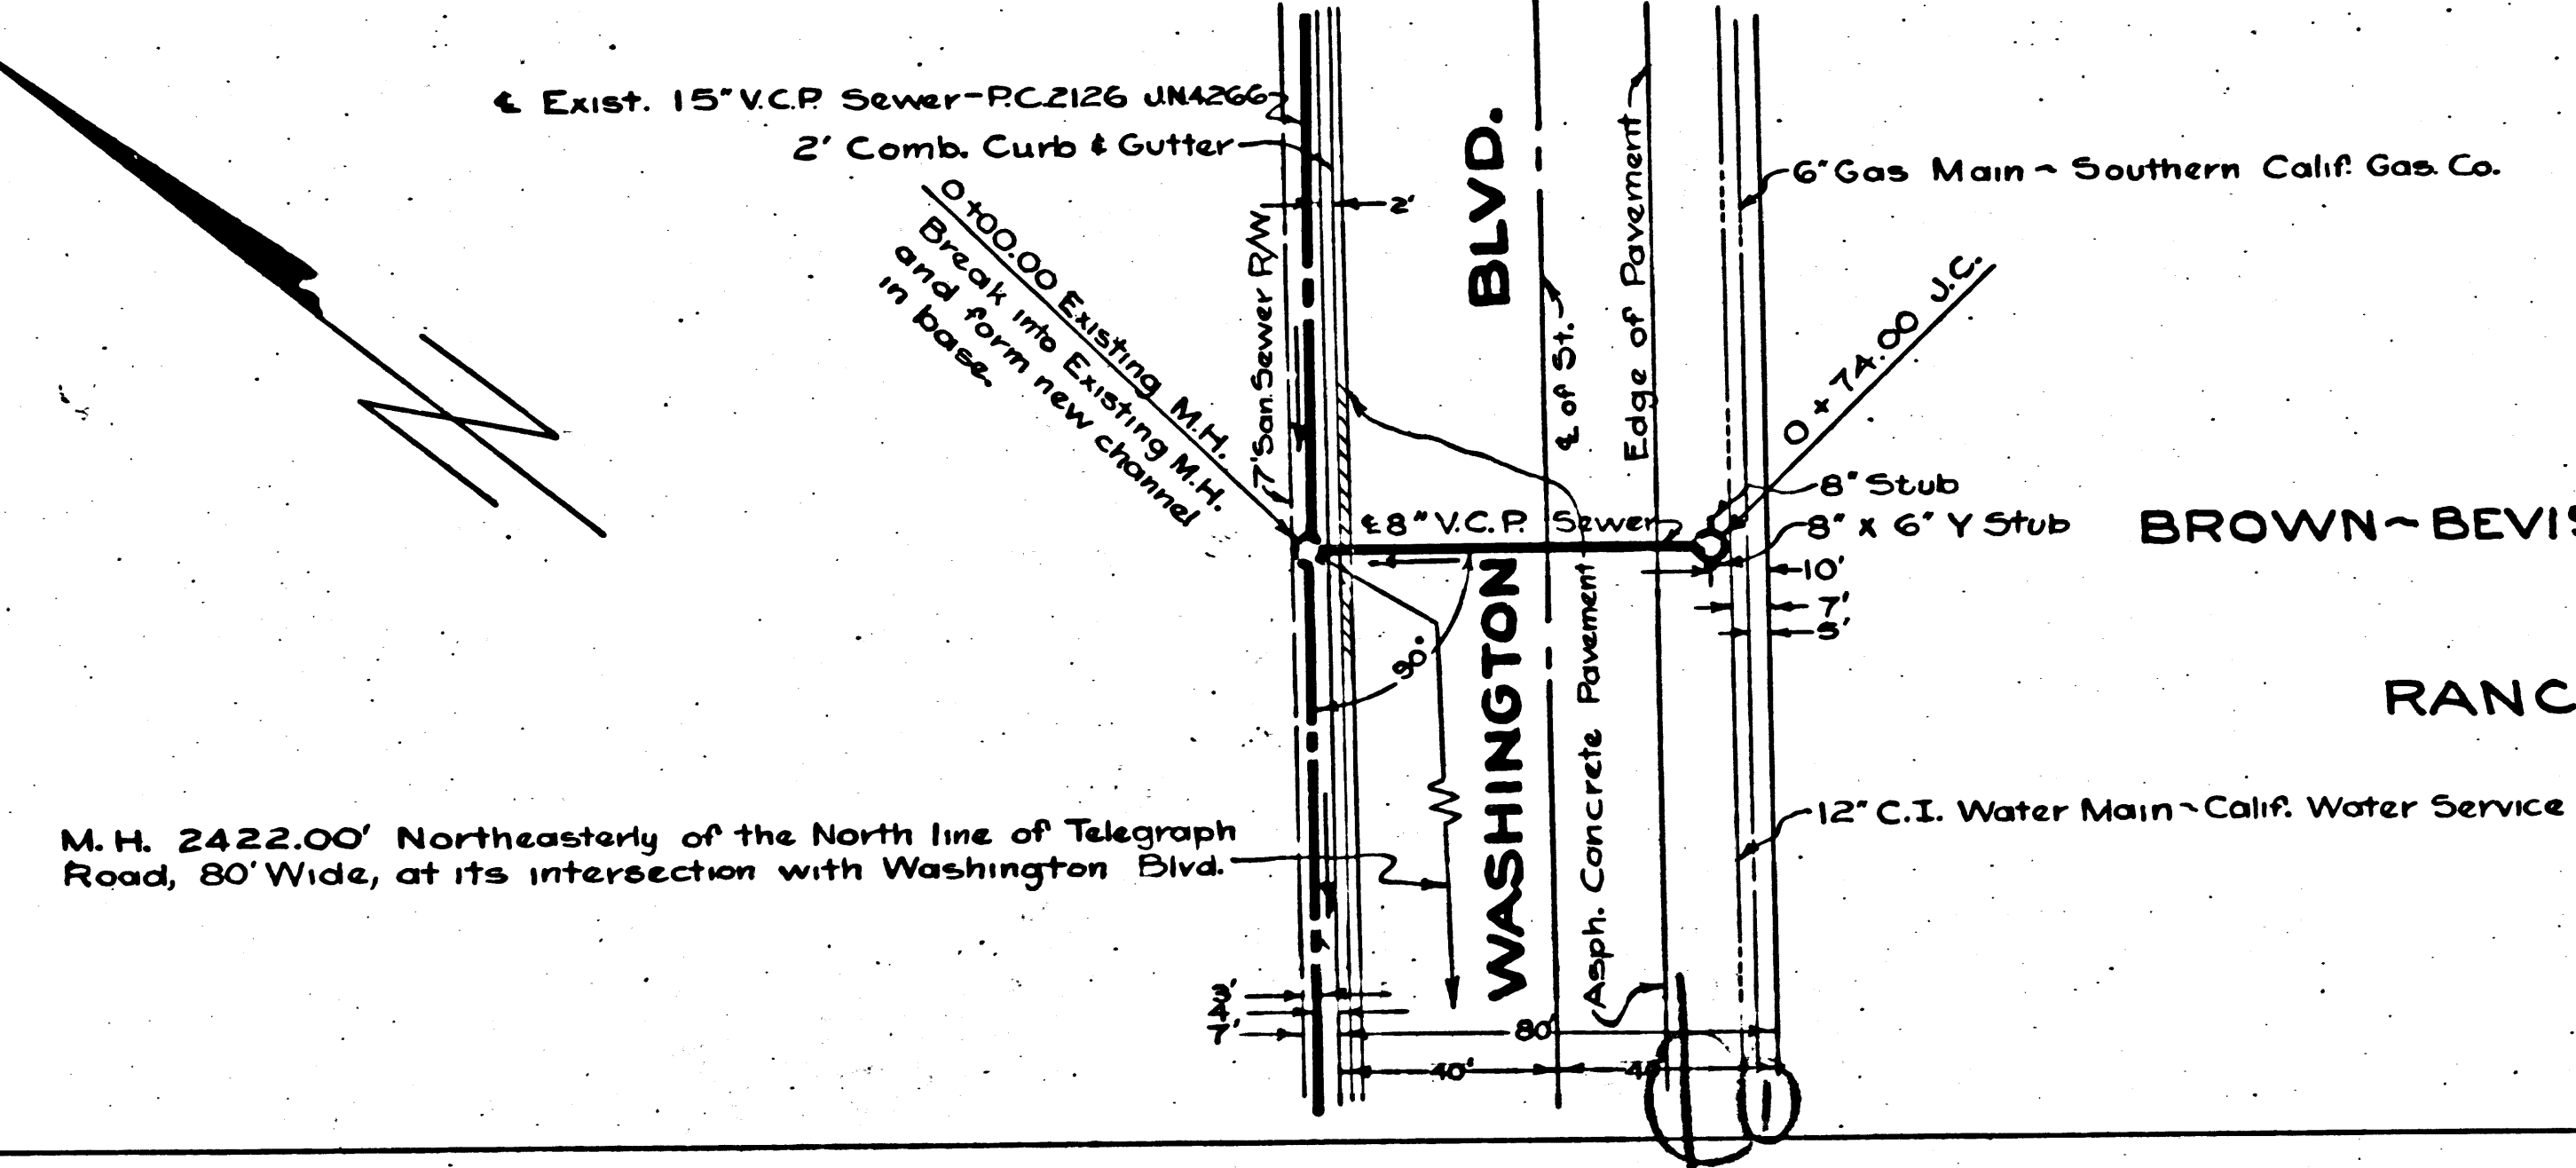 ℄ Exist. 15" V.C.P. Sewer-P.C.2126 J.N.4266
2' Comb. Curb & Gutter
0+00.00 Existing M.H.
Break into Existing M.H.
and form new channel
in base.
7' San. Sewer R/W
2'
BLVD.
℄ of St.
Edge of Pavement
6" Gas Main ~ Southern Calif. Gas. Co.
0 + 74.00 J.C.
8" Stub
8" x 6" Y Stub
℄ 8" V.C.P. Sewer
10'
7'
5'
BROWN~BEVIS
RANC
90°
WASHINGTON
Asph. Concrete Pavement
12" C.I. Water Main ~ Calif. Water Service
M.H. 2422.00' Northeasterly of the North line of Telegraph
Road, 80' Wide, at its intersection with Washington Blvd.
3'
4'
7'
80'
40'